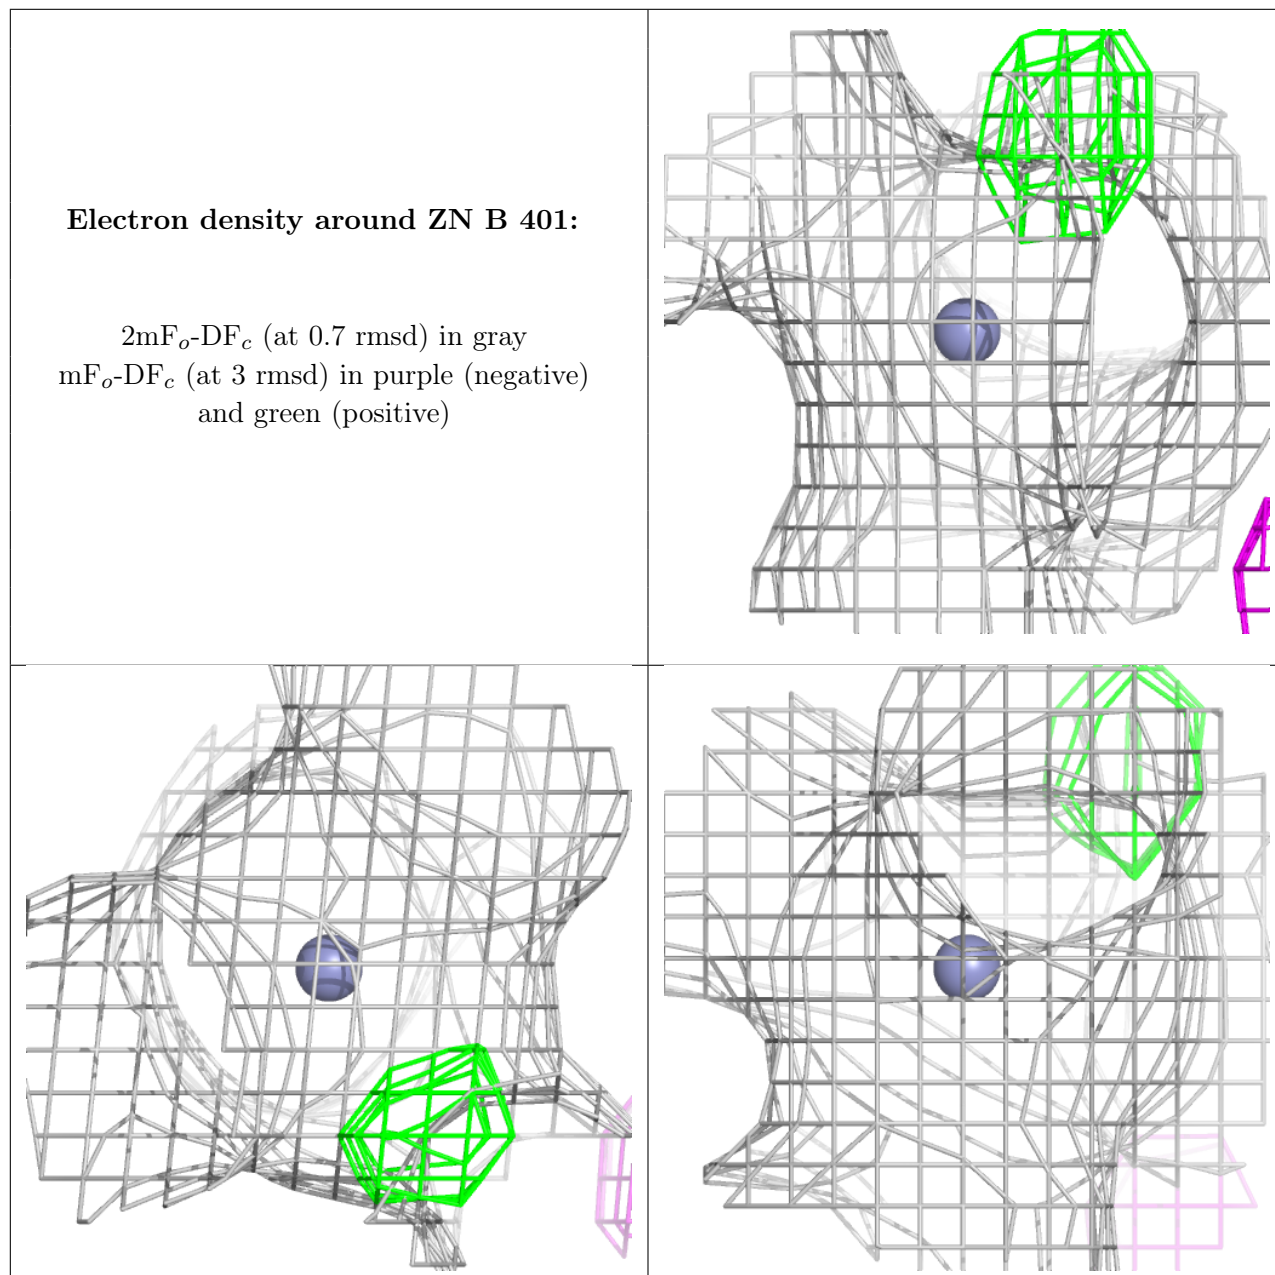 Electron density around ZN B 401:
2mFo-DFc (at 0.7 rmsd) in gray
mFo-DFc (at 3 rmsd) in purple (negative)
and green (positive)